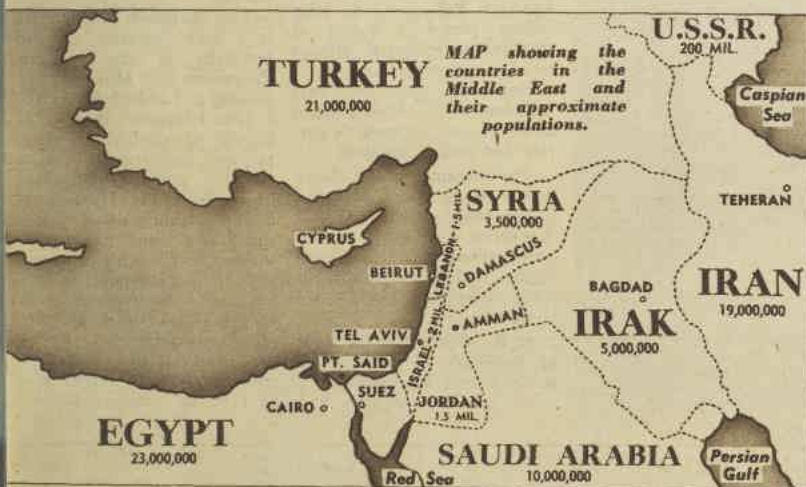 U.S.S.R.
200 MIL.
MAP showing the
countries in the
Middle East and
their approximate
populations.
TURKEY
21,000,000
Caspian
Sea
TEHERAN
SYRIA
3,500,000
CYPRUS
LEBANON-1·5 MIL.
BEIRUT
DAMASCUS
BAGDAD
IRAN
19,000,000
IRAK
5,000,000
AMMAN
TEL AVIV
ISRAEL 2 MIL.
PT. SAID
SUEZ
CAIRO
JORDAN
1.5 MIL.
EGYPT
23,000,000
SAUDI ARABIA
10,000,000
Persian
Gulf
Red Sea